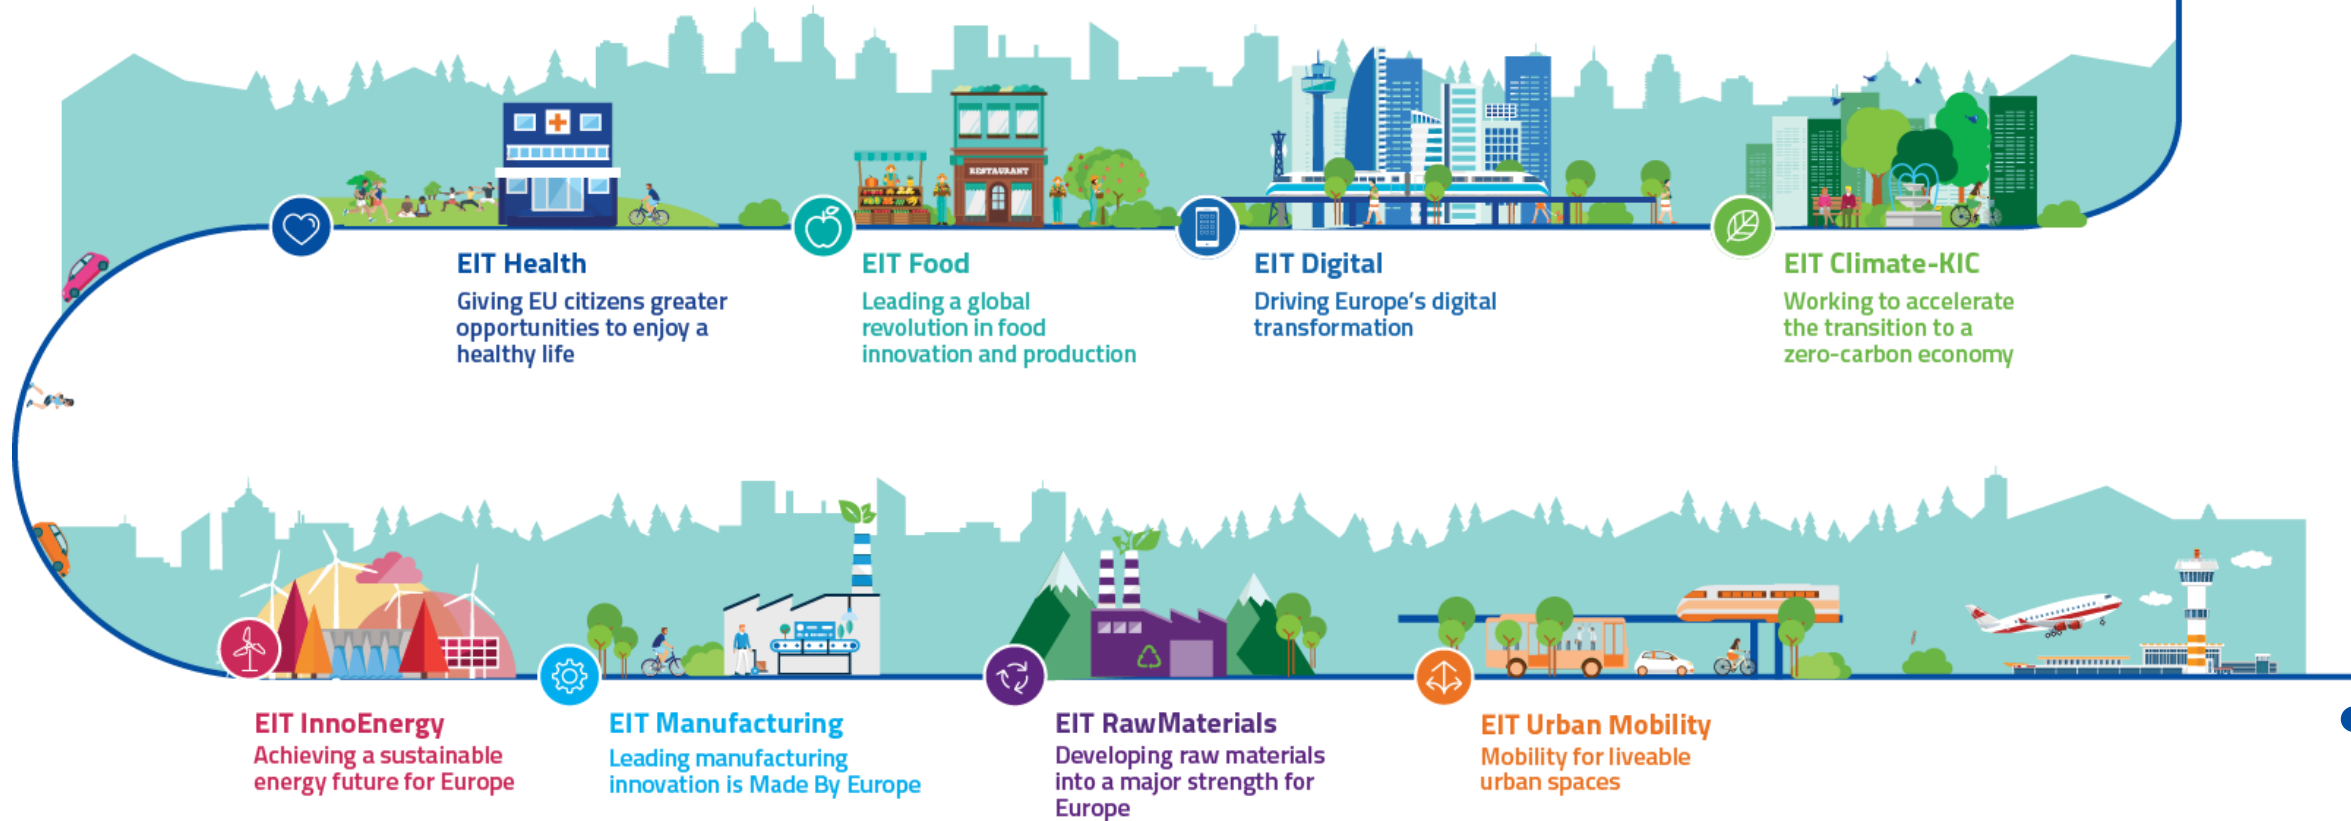 RESTAURANT
EIT Health
Giving EU citizens greater
opportunities to enjoy a
healthy life
EIT Food
Leading a global
revolution in food
innovation and production
EIT Digital
Driving Europe's digital
transformation
EIT Climate-KIC
Working to accelerate
the transition to a
zero-carbon economy
EIT InnoEnergy
Achieving a sustainable
energy future for Europe
EIT Manufacturing
Leading manufacturing
innovation is Made By Europe
EIT RawMaterials
Developing raw materials
into a major strength for
Europe
EIT Urban Mobility
Mobility for liveable
urban spaces